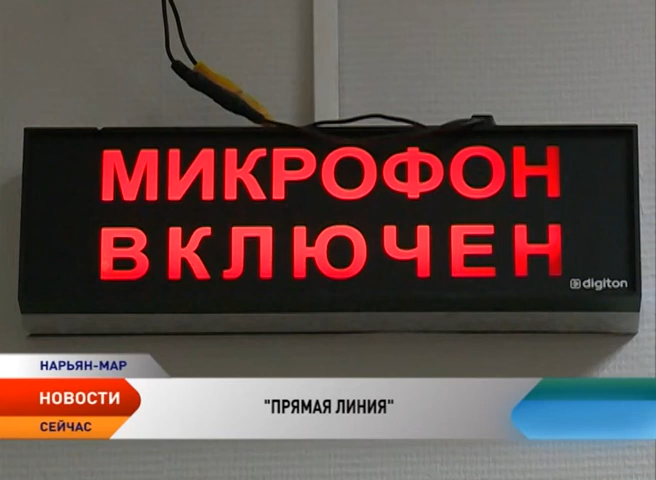 МИКРОФОН
ВКЛЮЧЕН
digiton
НАРЬЯН-МАР
НОВОСТИ
"ПРЯМАЯ ЛИНИЯ"
СЕЙЧАС